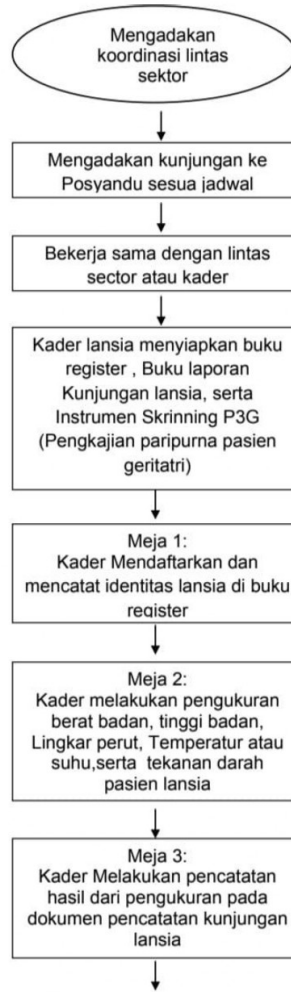 Mengadakan
koordinasi lintas
sektor
Mengadakan kunjungan ke
Posyandu sesua jadwal
Bekerja sama dengan lintas
sector atau kader
Kader lansia menyiapkan buku
register , Buku laporan
Kunjungan lansia, serta
Instrumen Skrinning P3G
(Pengkajian paripurna pasien
geritatri)
Meja 1:
Kader Mendaftarkan dan
mencatat identitas lansia di buku
register
Meja 2:
Kader melakukan pengukuran
berat badan, tinggi badan,
Lingkar perut, Temperatur atau
suhu,serta tekanan darah
pasien lansia
Meja 3:
Kader Melakukan pencatatan
hasil dari pengukuran pada
dokumen pencatatan kunjungan
lansia